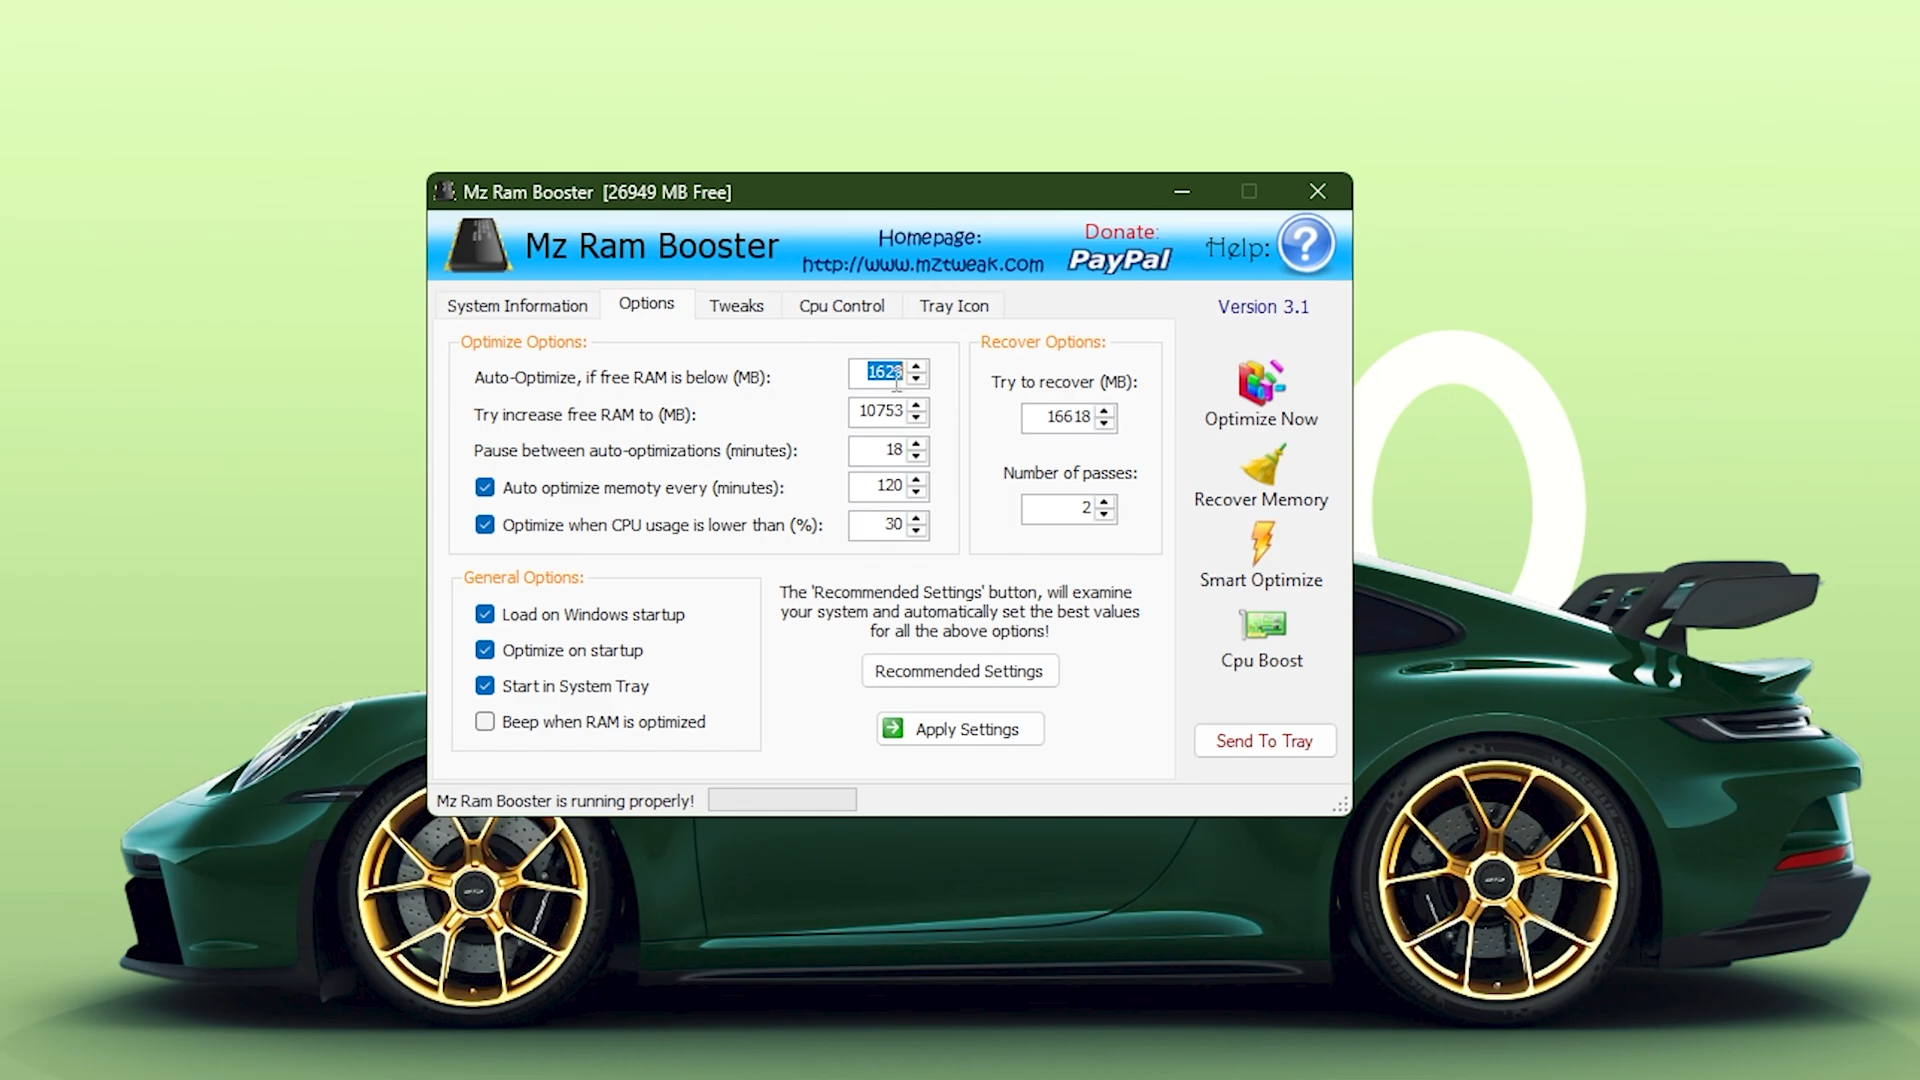 Mz Ram Booster [26949 MB Free]
Mz Ram Booster
Homepage:
http://www.mztweak.com
Donate:
PayPal
Help:
?
System Information
Options
Tweaks
Cpu Control
Tray Icon
Version 3.1
Optimize Options:
Auto-Optimize, if free RAM is below (MB):
Try increase free RAM to (MB):
10753
Pause between auto-optimizations (minutes):
18
Auto optimize memoty every (minutes):
120
Optimize when CPU usage is lower than (%):
30
Recover Options:
Try to recover (MB):
16618
Number of passes:
2
General Options:
Load on Windows startup
Optimize on startup
Start in System Tray
Beep when RAM is optimized
The 'Recommended Settings' button, will examine
your system and automatically set the best values
for all the above options!
Recommended Settings
Apply Settings
Optimize Now
Recover Memory
Smart Optimize
Cpu Boost
Send To Tray
Mz Ram Booster is running properly!